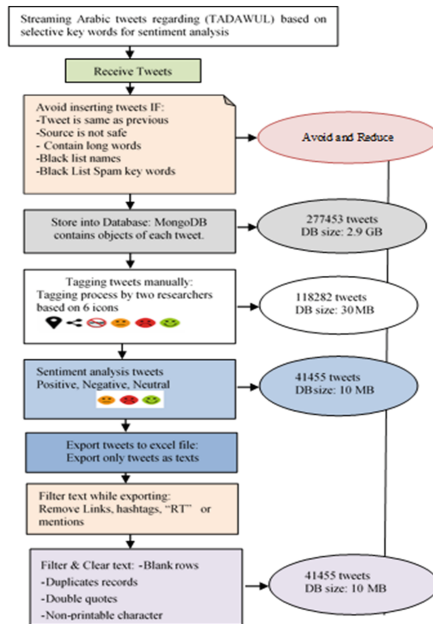 Streaming Arabic tweets regarding (TADAWUL) based on
selective key words for sentiment analysis
Receive Tweets
Avoid inserting tweets IF:
-Tweet is same as previous
-Source is not safe
- Contain long words
-Black list names
-Black List Spam key words
Avoid and Reduce
Store into Database: MongoDB
contains objects of each tweet.
277453 tweets
DB size: 2.9 GB
Tagging tweets manually:
Tagging process by two researchers
based on 6 icons
118282 tweets
DB size: 30 MB
Sentiment analysis tweets
Positive, Negative, Neutral
41455 tweets
DB size: 10 MB
Export tweets to excel file:
Export only tweets as texts
Filter text while exporting:
Remove Links, hashtags, “RT” or
mentions
Filter & Clear text: -Blank rows
-Duplicates records
-Double quotes
-Non-printable character
41455 tweets
DB size: 10 MB